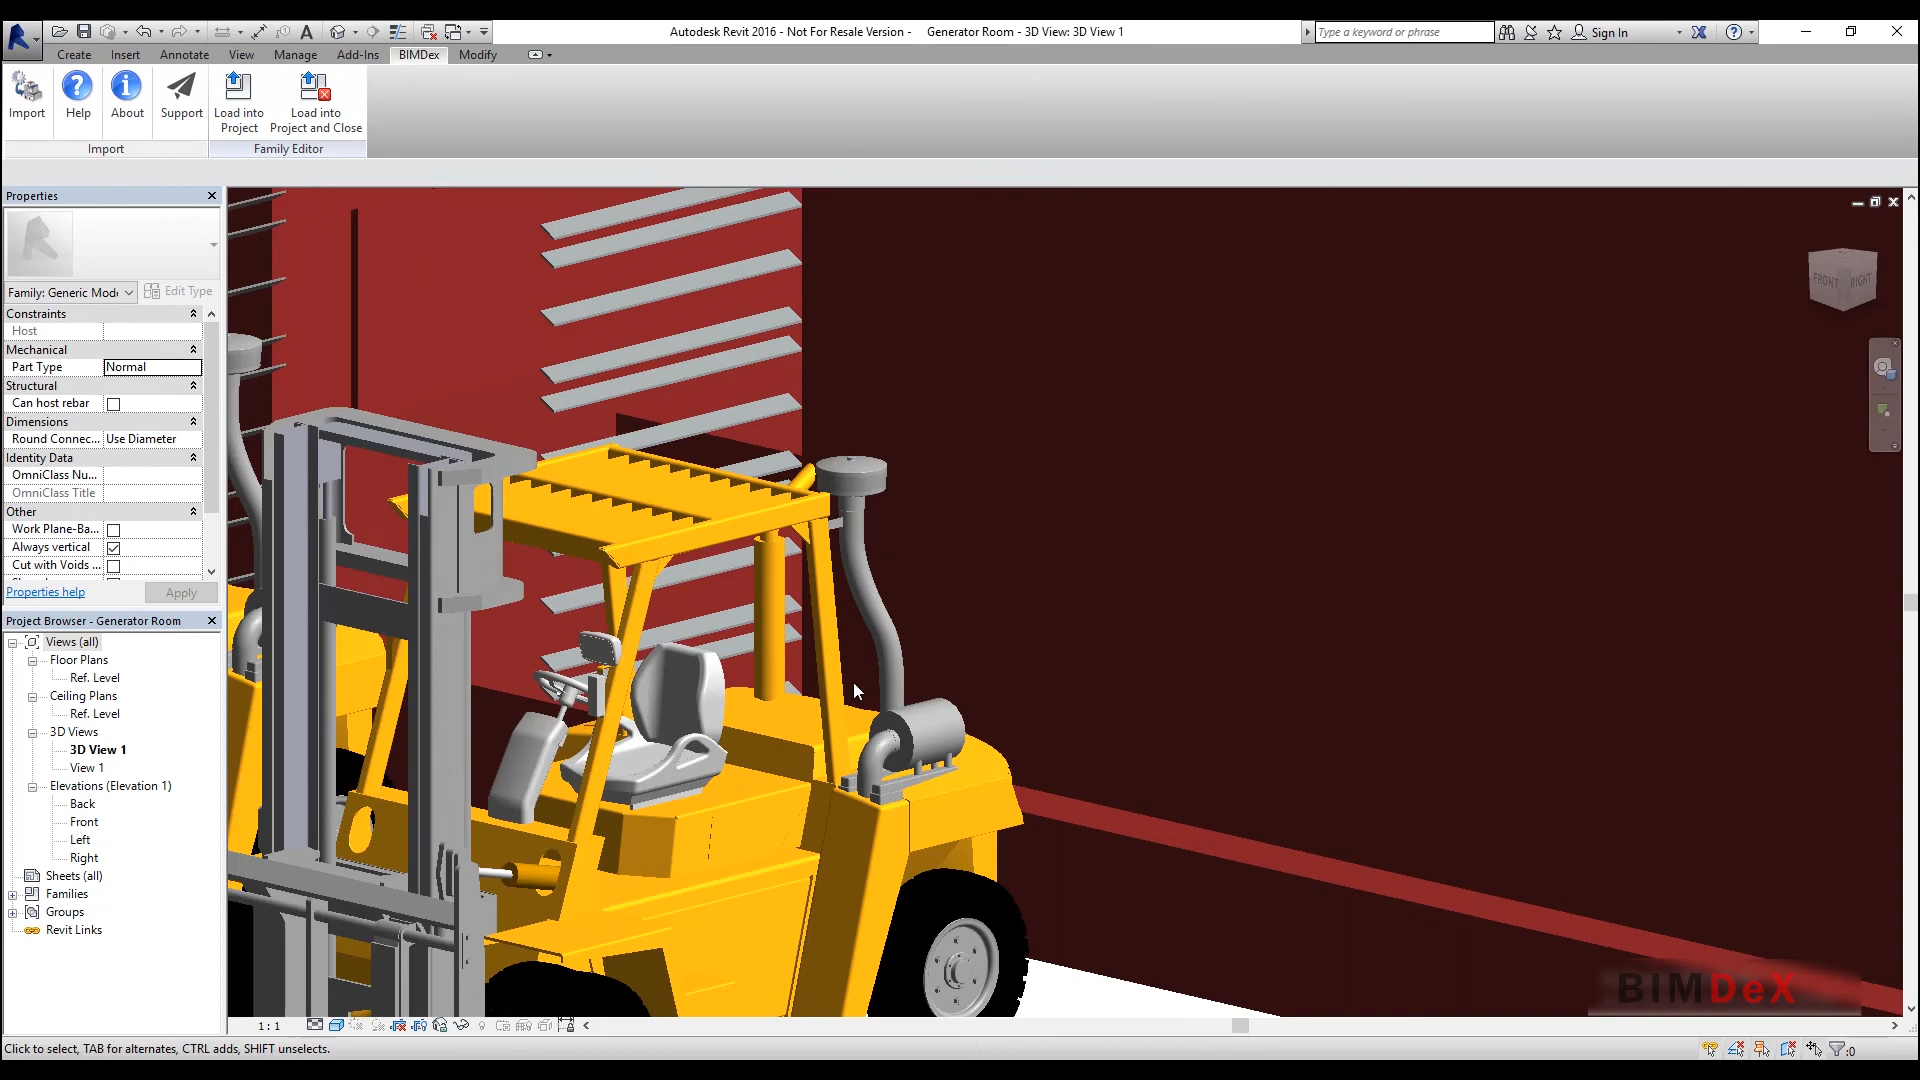 Autodesk Revit 2016 - Not For Resale Version - Generator Room - 3D View: 3D View 1
Type a keyword or phrase
Sign In
Create Insert Annotate View Manage Add-Ins BIMDex Modify
Import Help About Support Load into Project Load into Project and Close
Import Family Editor
Properties
Family: Generic Mode
Edit Type
Constraints
Host
Mechanical
Part Type Normal
Structural
Can host rebar
Dimensions
Round Connec... Use Diameter
Identity Data
OmniClass Nu...
OmniClass Title
Other
Work Plane-Ba...
Always vertical
Cut with Voids ...
Properties help
Apply
Project Browser - Generator Room
Views (all)
Floor Plans
Ref. Level
Ceiling Plans
Ref. Level
3D Views
3D View 1
View 1
Elevations (Elevation 1)
Back
Front
Left
Right
Sheets (all)
Families
Groups
Revit Links
FRONT RIGHT
BIMDeX
1 : 1
Click to select, TAB for alternates, CTRL adds, SHIFT unselects.
:0